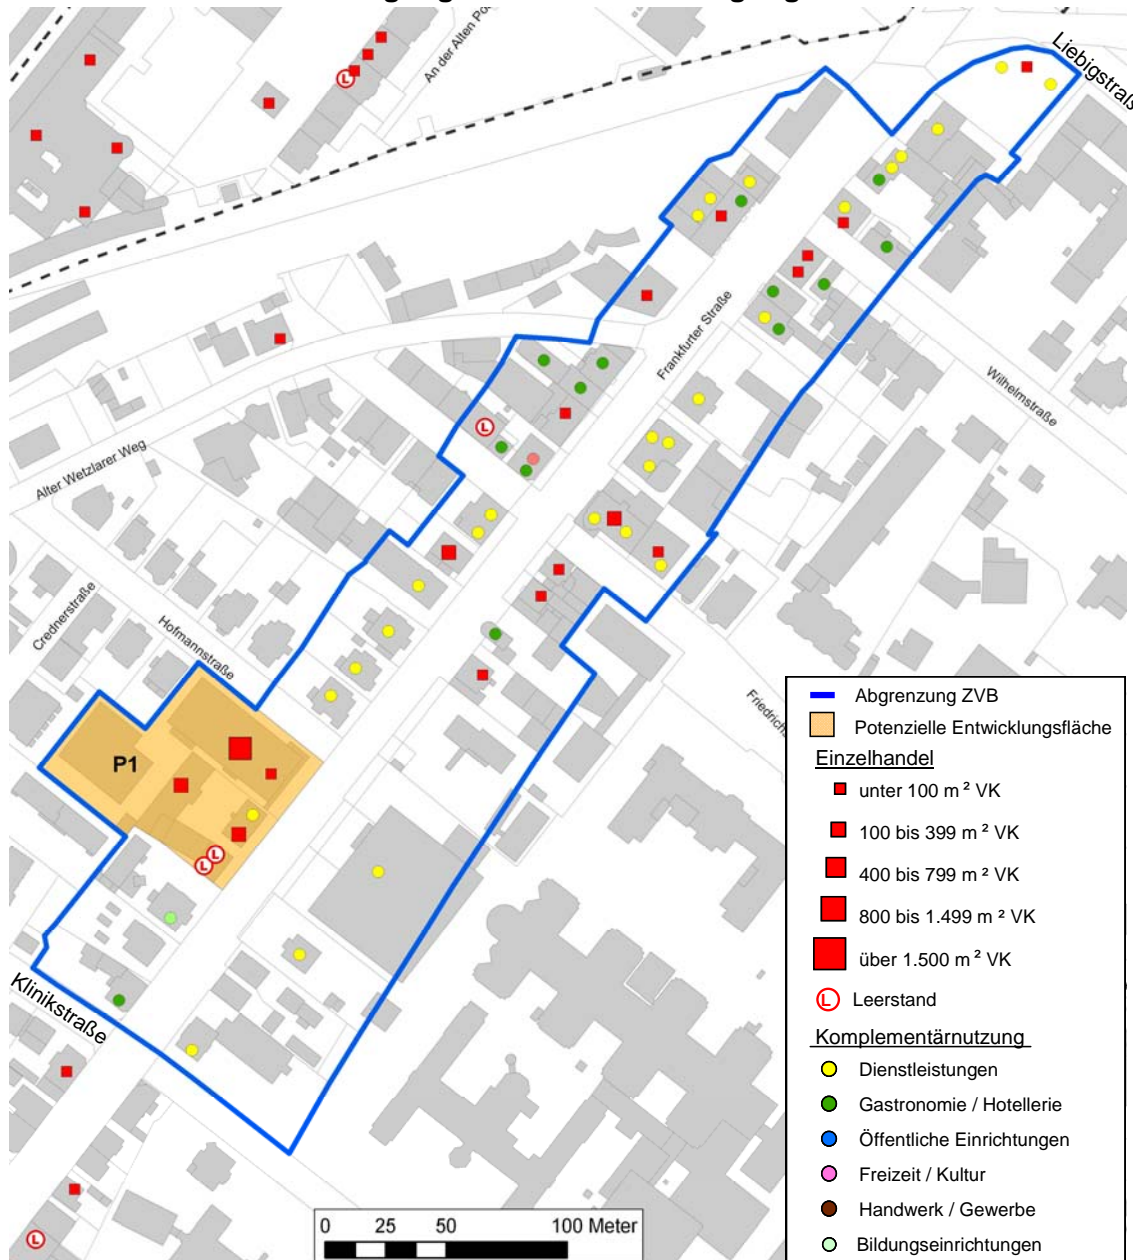 An der Alten Po
Liebigstraß
Frankfurter Straße
Wilhelmstraße
Alter Wetzlarer Weg
Crednerstraße
Hofmannstraße
Friedrichs
P1
Klinikstraße
Abgrenzung ZVB
Potenzielle Entwicklungsfläche
Einzelhandel
unter 100 m² VK
100 bis 399 m² VK
400 bis 799 m² VK
800 bis 1.499 m² VK
über 1.500 m² VK
L Leerstand
Komplementärnutzung
Dienstleistungen
Gastronomie / Hotellerie
Öffentliche Einrichtungen
Freizeit / Kultur
Handwerk / Gewerbe
Bildungseinrichtungen
0 25 50 100 Meter